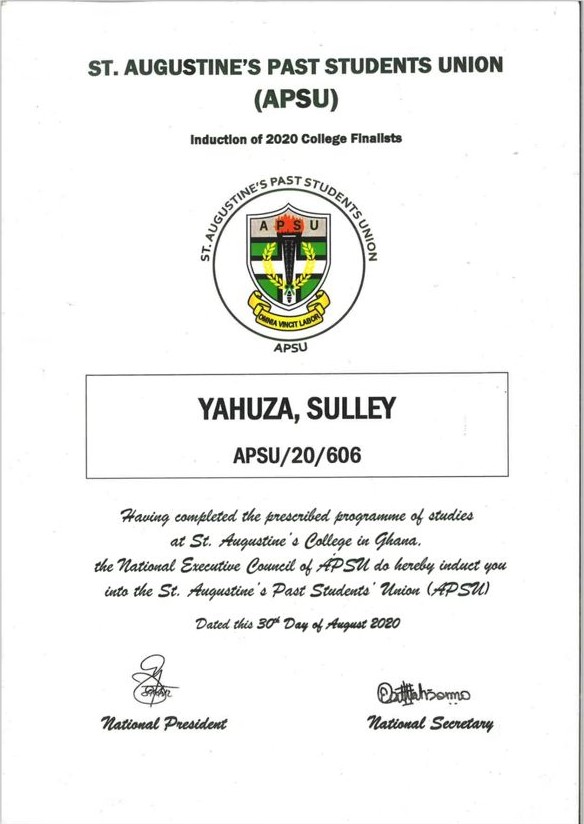 ST. AUGUSTINE'S PAST STUDENTS UNION
(APSU)
Induction of 2020 College Finalists
ST. AUGUSTINE'S PAST STUDENTS UNION
A P S U
OMNIA VINCIT LABOR
APSU
YAHUZA, SULLEY
APSU/20/606
Having completed the prescribed programme of studies
at St. Augustine's College in Ghana,
the National Executive Council of APSU do hereby induct you
into the St. Augustine's Past Students' Union (APSU)
Dated this 30th Day of August 2020
National President
National Secretary